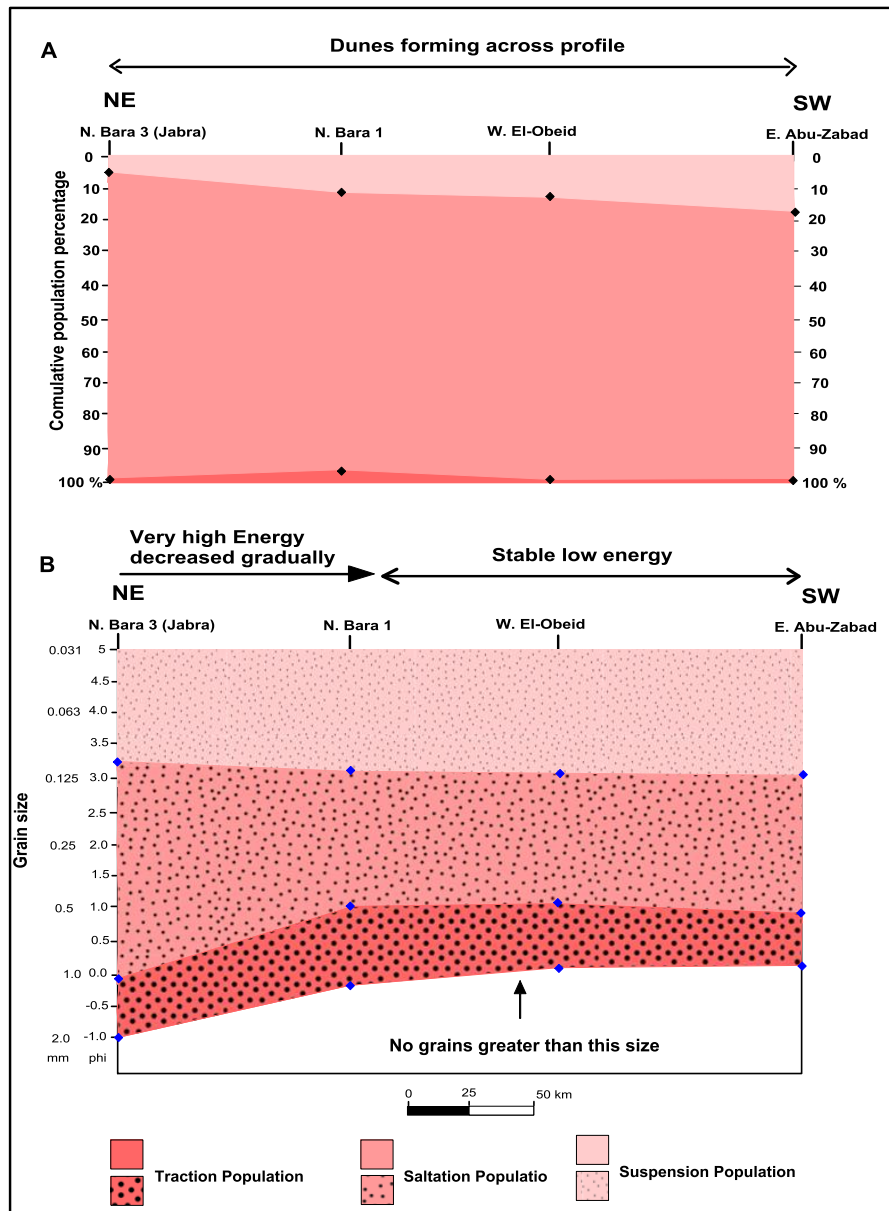 A
Dunes forming across profile
NE
SW
N. Bara 3 (Jabra)
N. Bara 1
W. El-Obeid
E. Abu-Zabad
Comulative population percentage
0
10
20
30
40
50
60
70
80
90
100 %
0
10
20
30
40
50
60
70
80
90
100 %
Very high Energy
decreased gradually
Stable low energy
B
NE
SW
N. Bara 3 (Jabra)
N. Bara 1
W. El-Obeid
E. Abu-Zabad
Grain size
0.031 5
4.5
0.063 4.0
3.5
0.125 3.0
2.5
0.25 2.0
1.5
0.5 1.0
0.5
1.0 0.0
-0.5
2.0 -1.0
mm phi
No grains greater than this size
0 25 50 km
Traction Population
Saltation Populatio
Suspension Population